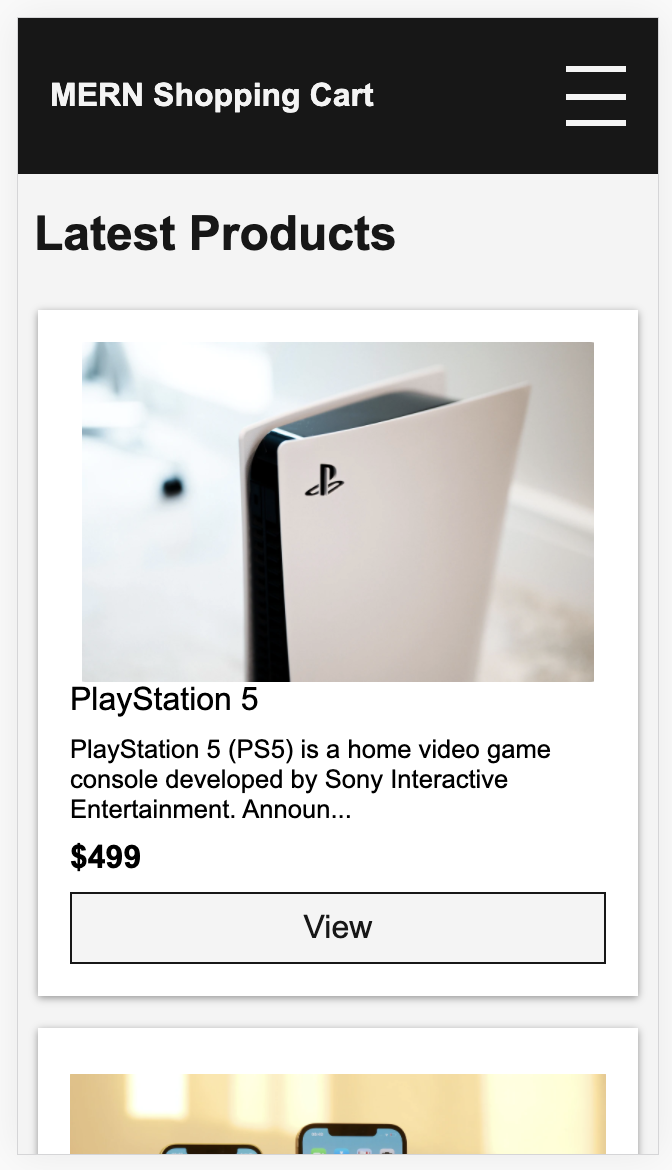 MERN Shopping Cart
Latest Products
PlayStation 5
PlayStation 5 (PS5) is a home video game
console developed by Sony Interactive
Entertainment. Announ...
$499
View